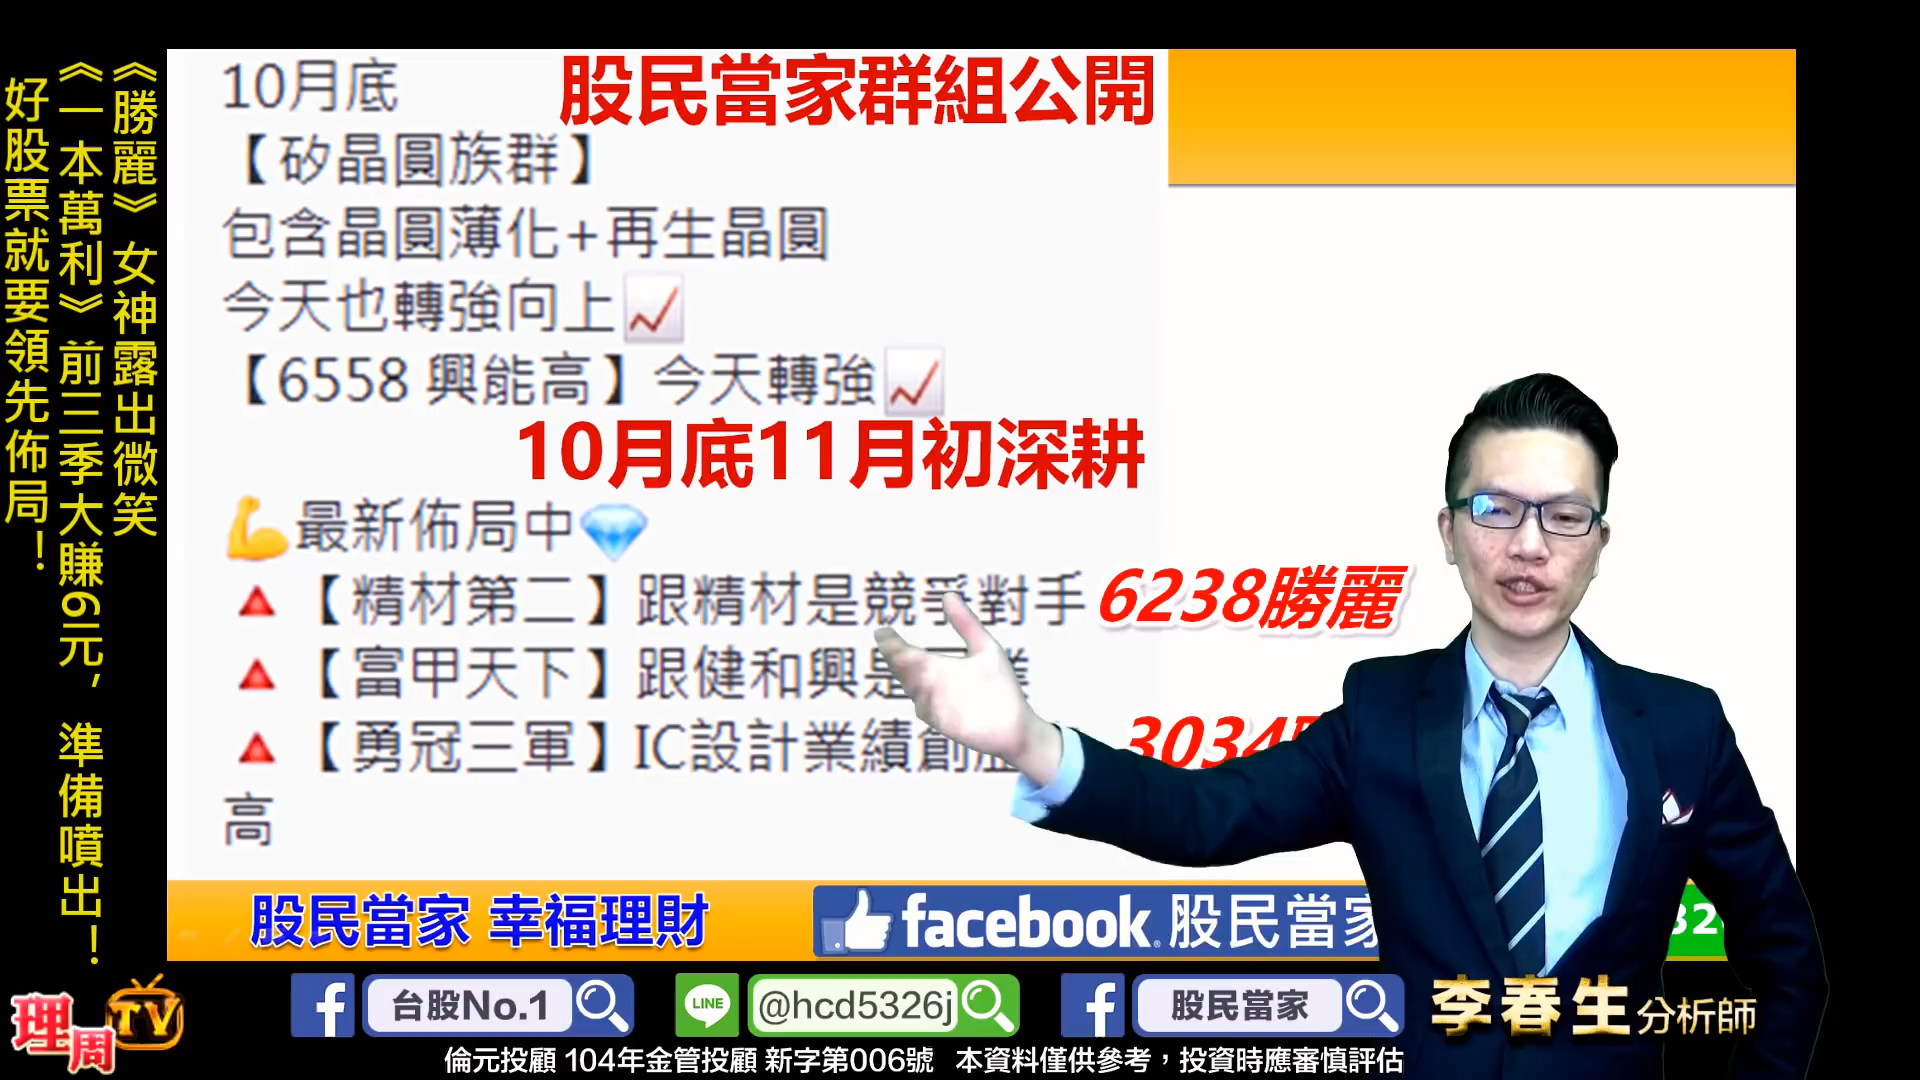 《勝麗》女神露出微笑
《一本萬利》前三季大賺6元，準備噴出！
好股票就要領先佈局！
股民當家群組公開
10月底
【矽晶圓族群】
包含晶圓薄化+再生晶圓
今天也轉強向上
【6558 興能高】今天轉強
10月底11月初深耕
最新佈局中
【精材第二】跟精材是競爭對手 6238勝麗
【富甲天下】跟健和興是
【勇冠三軍】IC設計業績創 3034
高
股民當家 幸福理財
facebook 股民當家
理周TV
台股No.1
LINE @hcd5326j
股民當家
李春生分析師
倫元投顧 104年金管投顧 新字第006號 本資料僅供參考，投資時應審慎評估